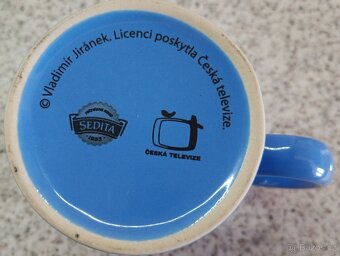 © Vladimír Jiránek. Licenci poskytla Česká televize.
SEDITA
ČESKÁ TELEVIZE